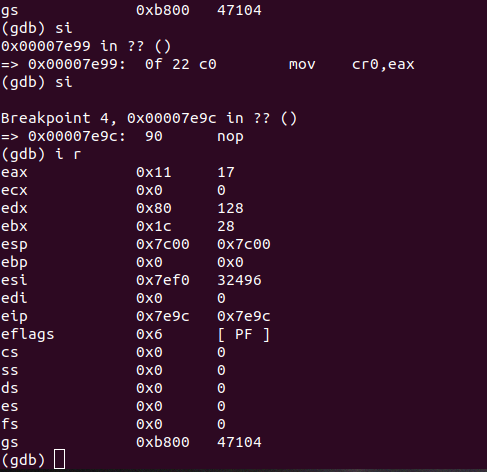 gs 0xb800 47104
(gdb) si
0x00007e99 in ?? ()
=> 0x00007e99: 0f 22 c0 mov cr0,eax
(gdb) si
Breakpoint 4, 0x00007e9c in ?? ()
=> 0x00007e9c: 90 nop
(gdb) i r
eax 0x11 17
ecx 0x0 0
edx 0x80 128
ebx 0x1c 28
esp 0x7c00 0x7c00
ebp 0x0 0x0
esi 0x7ef0 32496
edi 0x0 0
eip 0x7e9c 0x7e9c
eflags 0x6 [ PF ]
cs 0x0 0
ss 0x0 0
ds 0x0 0
es 0x0 0
fs 0x0 0
gs 0xb800 47104
(gdb)